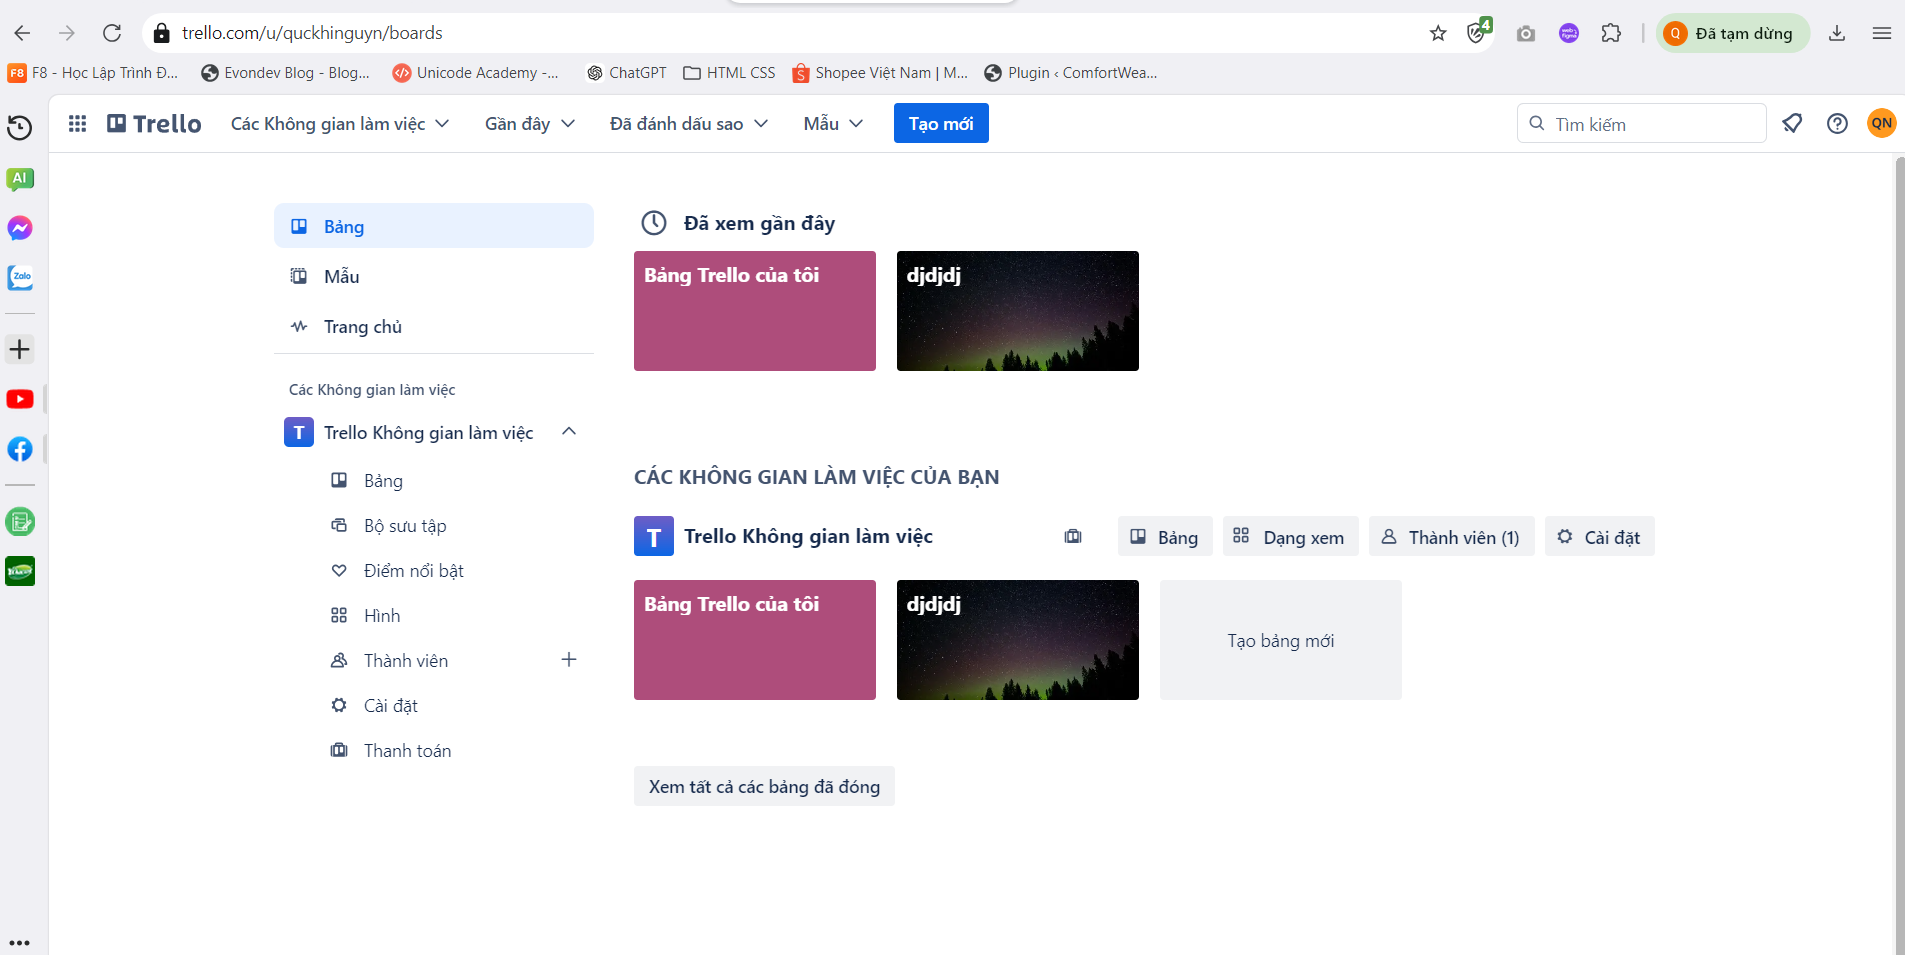 trello.com/u/quckhinguyn/boards
4
Q Đã tạm dừng
F8 F8 - Học Lập Trình Đ... Evondev Blog - Blog... Unicode Academy -... ChatGPT HTML CSS Shopee Việt Nam | M... Plugin ‹ ComfortWea...
Trello Các Không gian làm việc Gần đây Đã đánh dấu sao Mẫu Tạo mới Tìm kiếm QN
AI
Zalo
Bảng
Mẫu
Trang chủ
Các Không gian làm việc
T Trello Không gian làm việc
Bảng
Bộ sưu tập
Điểm nổi bật
Hình
Thành viên
Cài đặt
Thanh toán
Đã xem gần đây
Bảng Trello của tôi djdjdj
CÁC KHÔNG GIAN LÀM VIỆC CỦA BẠN
T Trello Không gian làm việc Bảng Dạng xem Thành viên (1) Cài đặt
Bảng Trello của tôi djdjdj Tạo bảng mới
Xem tất cả các bảng đã đóng